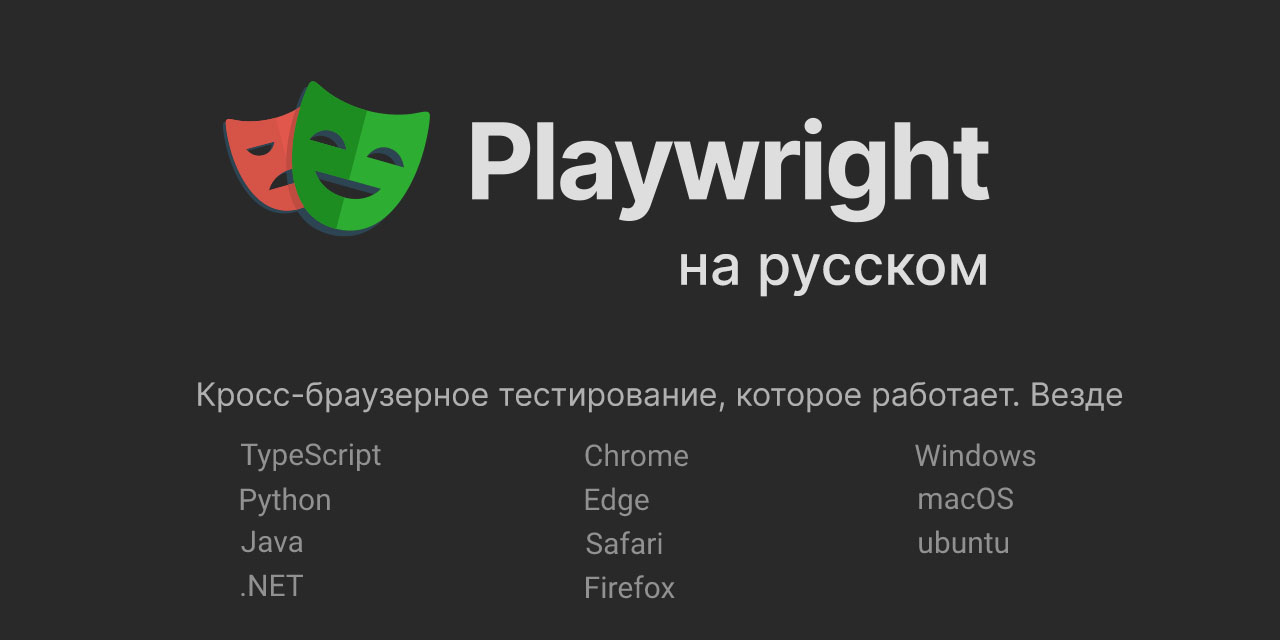 Playwright
на русском
Кросс-браузерное тестирование, которое работает. Везде
TypeScript
Python
Java
.NET
Chrome
Edge
Safari
Firefox
Windows
macOS
ubuntu